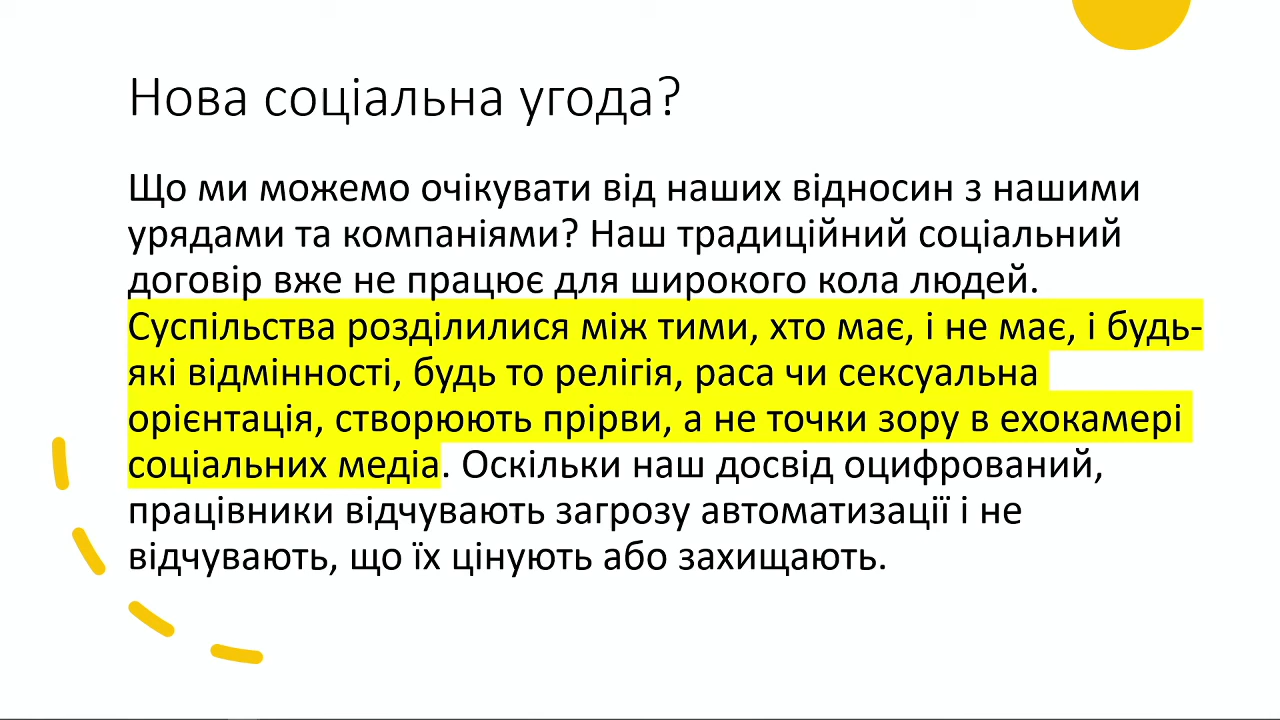 Нова соціальна угода?
Що ми можемо очікувати від наших відносин з нашими
урядами та компаніями? Наш традиційний соціальний
договір вже не працює для широкого кола людей.
Суспільства розділилися між тими, хто має, і не має, і будь-
які відмінності, будь то релігія, раса чи сексуальна
орієнтація, створюють прірви, а не точки зору в ехокамері
соціальних медіа. Оскільки наш досвід оцифрований,
працівники відчувають загрозу автоматизації і не
відчувають, що їх цінують або захищають.